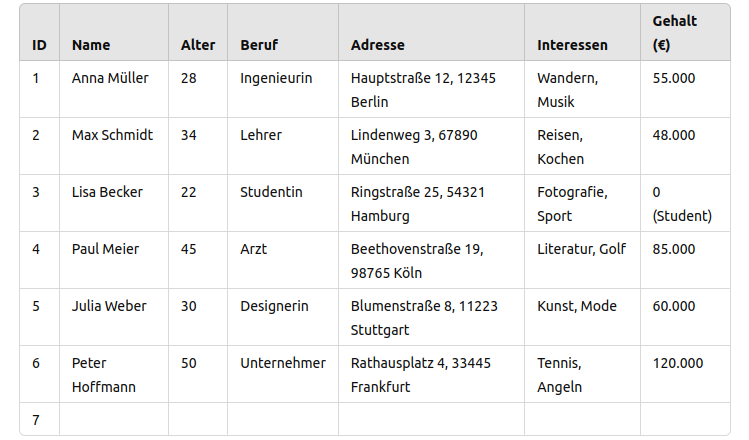 ID Name Alter Beruf Adresse Interessen Gehalt (€)
1 Anna Müller 28 Ingenieurin Hauptstraße 12, 12345 Wandern, 55.000
Berlin Musik
2 Max Schmidt 34 Lehrer Lindenweg 3, 67890 Reisen, 48.000
München Kochen
3 Lisa Becker 22 Studentin Ringstraße 25, 54321 Fotografie, 0
Hamburg Sport (Student)
4 Paul Meier 45 Arzt Beethovenstraße 19, Literatur, Golf 85.000
98765 Köln
5 Julia Weber 30 Designerin Blumenstraße 8, 11223 Kunst, Mode 60.000
Stuttgart
6 Peter 50 Unternehmer Rathausplatz 4, 33445 Tennis, 120.000
Hoffmann Frankfurt Angeln
7